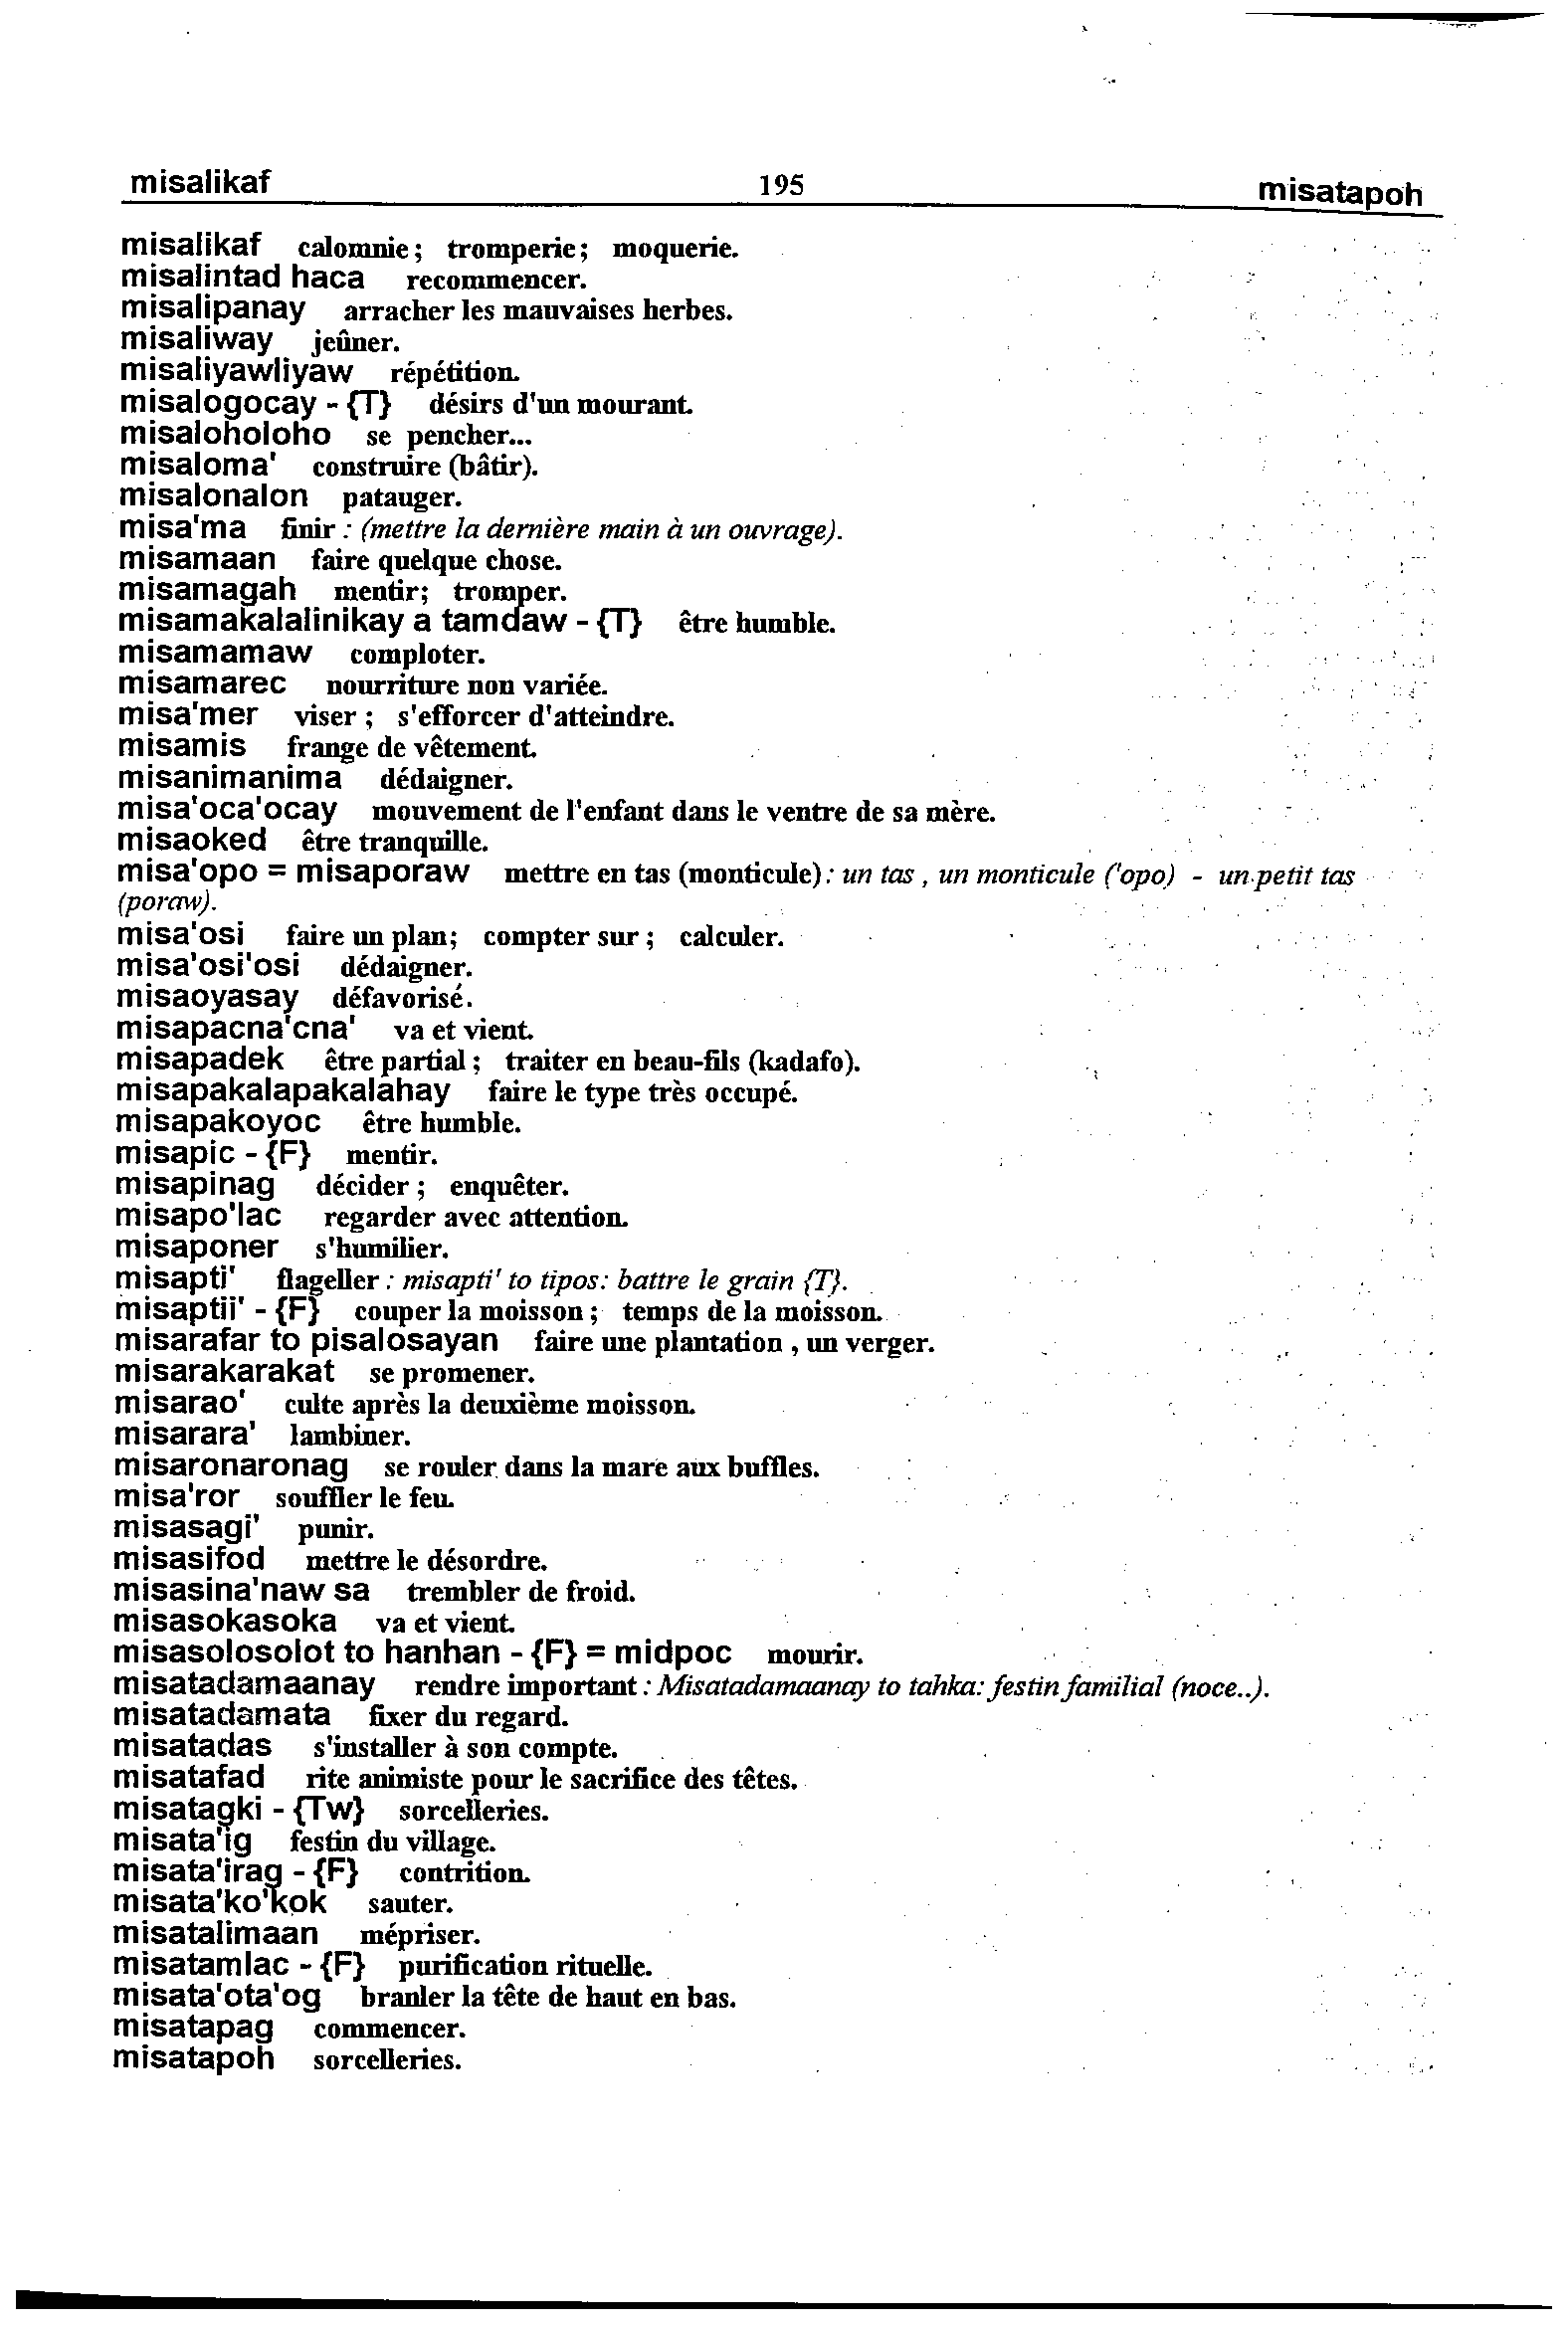 misalikaf 195 misatapoh
misalikaf calomnie ; tromperie ; moquerie.
misalintad haca recommencer.
misalipanay arracher les mauvaises herbes.
misaliway jeûner.
misaliyawliyaw répétition.
misalogocay - {T} désirs d'un mourant.
misaloholoho se pencher...
misaloma' construire (bâtir).
misalonalon patauger.
misa'ma finir : (mettre la dernière main à un ouvrage).
misamaan faire quelque chose.
misamagah mentir; tromper.
misamakalalinikay a tamdaw - {T} être humble.
misamamaw comploter.
misamarec nourriture non variée.
misa'mer viser ; s'efforcer d'atteindre.
misamis frange de vêtement.
misanimanima dédaigner.
misa'oca'ocay mouvement de l'enfant dans le ventre de sa mère.
misaoked être tranquille.
misa'opo = misaporaw mettre en tas (monticule) : un tas , un monticule ('opo) - un petit tas
(poraw).
misa'osi faire un plan; compter sur ; calculer.
misa'osi'osi dédaigner.
misaoyasay défavorisé.
misapacna'cna' va et vient.
misapadek être partial ; traiter en beau-fils (kadafo).
misapakalapakalahay faire le type très occupé.
misapakoyoc être humble.
misapic - {F} mentir.
misapinag décider ; enquêter.
misapo'lac regarder avec attention.
misaponer s'humilier.
misapti' flageller : misapti' to tipos: battre le grain {T}.
misaptii' - {F} couper la moisson ; temps de la moisson.
misarafar to pisalosayan faire une plantation , un verger.
misarakarakat se promener.
misarao' culte après la deuxième moisson.
misarara' lambiner.
misaronaronag se rouler dans la mare aux buffles.
misa'ror souffler le feu.
misasagi' punir.
misasifod mettre le désordre.
misasina'naw sa trembler de froid.
misasokasoka va et vient.
misasolosolot to hanhan - {F} = midpoc mourir.
misatadamaanay rendre important : Misatadamaanay to tahka: festin familial (noce..).
misatadamata fixer du regard.
misatadas s'installer à son compte.
misatafad rite animiste pour le sacrifice des têtes.
misatagki - {Tw} sorcelleries.
misata'ig festin du village.
misata'irag - {F} contrition.
misata'ko'kok sauter.
misatalimaan mépriser.
misatamlac - {F} purification rituelle.
misata'ota'og branler la tête de haut en bas.
misatapag commencer.
misatapoh sorcelleries.